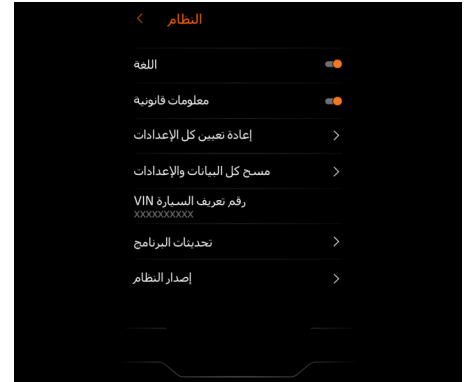 النظام
اللغة
معلومات قانونية
إعادة تعيين كل الإعدادات
مسح كل البيانات والإعدادات
رقم تعريف السيارة VIN
xxxxxxxxxx
تحديثات البرنامج
إصدار النظام